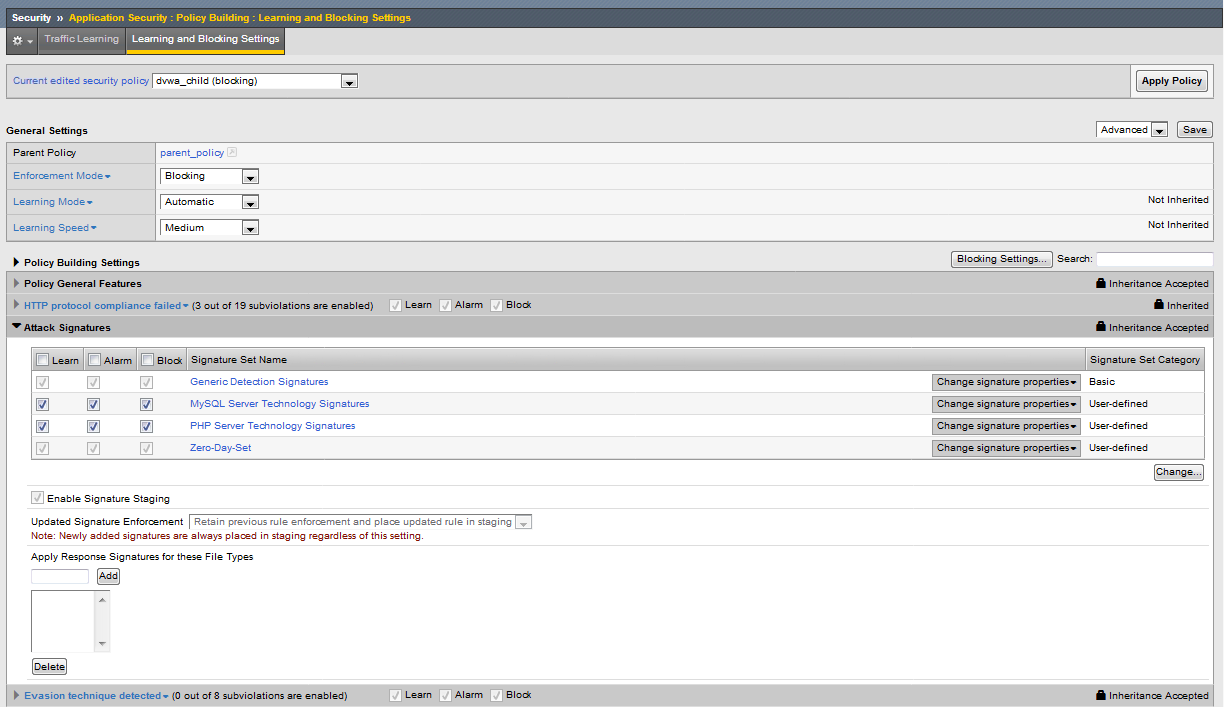 Security » Application Security : Policy Building : Learning and Blocking Settings
Traffic Learning Learning and Blocking Settings
Current edited security policy dvwa_child (blocking) Apply Policy
General Settings Advanced Save
Parent Policy parent_policy
Enforcement Mode Blocking
Learning Mode Automatic Not Inherited
Learning Speed Medium Not Inherited
Policy Building Settings Blocking Settings... Search:
Policy General Features Inheritance Accepted
HTTP protocol compliance failed (3 out of 19 subviolations are enabled) Learn Alarm Block Inherited
Attack Signatures Inheritance Accepted
Learn Alarm Block Signature Set Name Signature Set Category
Generic Detection Signatures Change signature properties Basic
MySQL Server Technology Signatures Change signature properties User-defined
PHP Server Technology Signatures Change signature properties User-defined
Zero-Day-Set Change signature properties User-defined
Change...
Enable Signature Staging
Updated Signature Enforcement Retain previous rule enforcement and place updated rule in staging
Note: Newly added signatures are always placed in staging regardless of this setting.
Apply Response Signatures for these File Types
Add
Delete
Evasion technique detected (0 out of 8 subviolations are enabled) Learn Alarm Block Inheritance Accepted